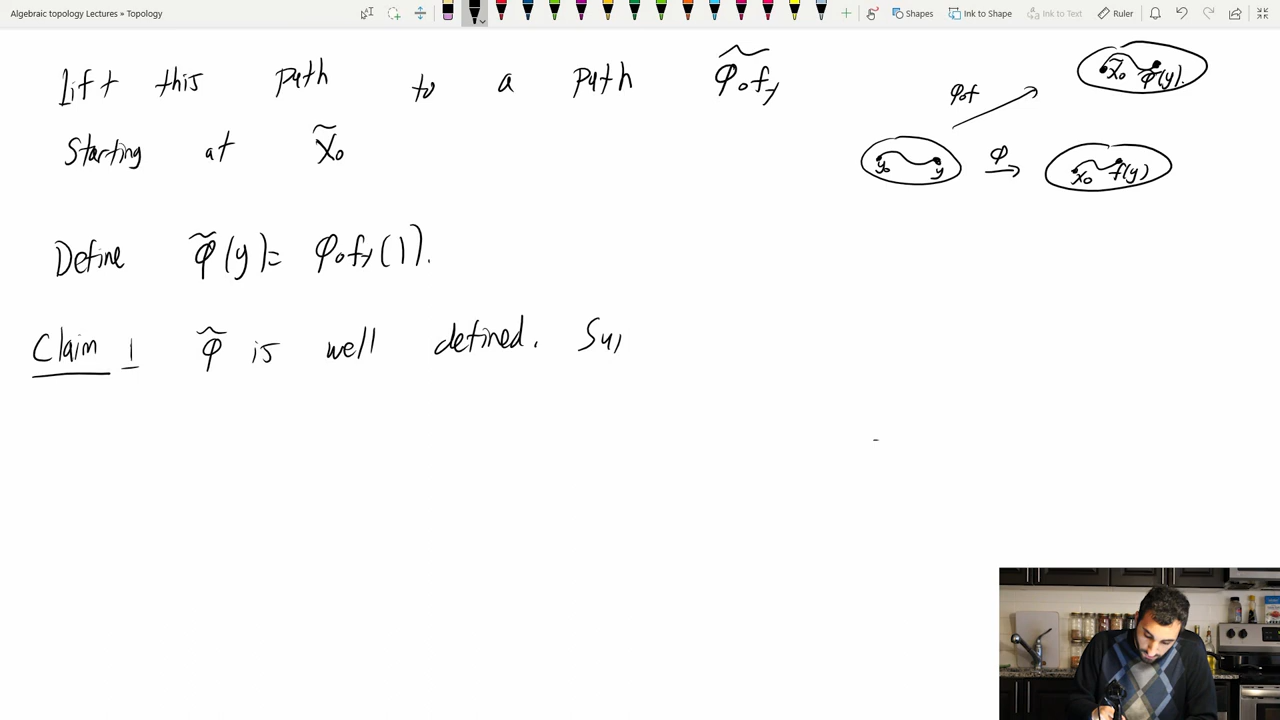 Algebraic topology Lectures » Topology
Shapes
Ink to Shape
Ink to Text
Ruler
Lift this path to a path φ̃∘f_y
Starting at x̃₀
φ∘f
x̃₀ φ̃(y).
y₀ y
φ
x₀ f(y)
Define φ̃(y) = φ∘f_y(1).
Claim 1 φ̃ is well defined. Su